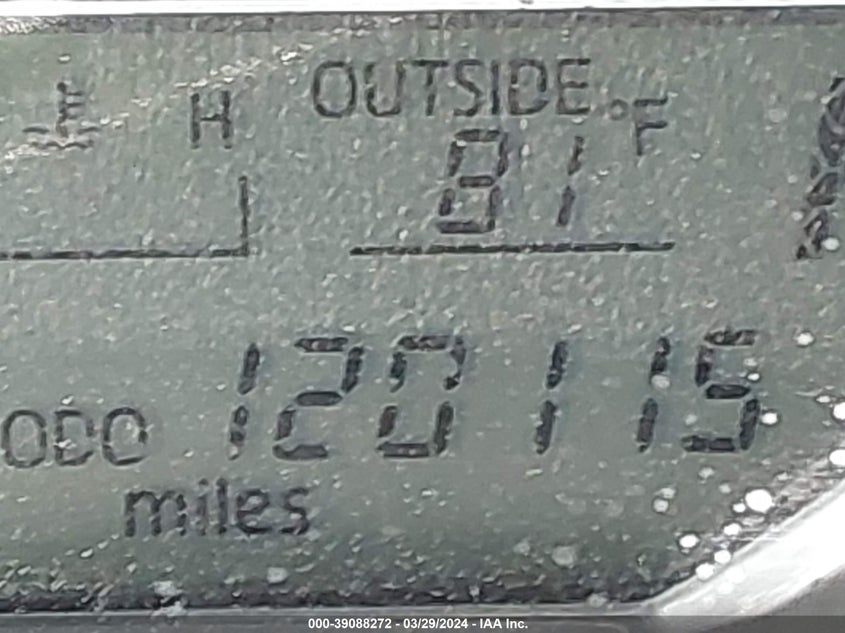 OUTSIDE
H
81 °F
ODO 120115
miles
000-39088272 - 03/29/2024 - IAA Inc.